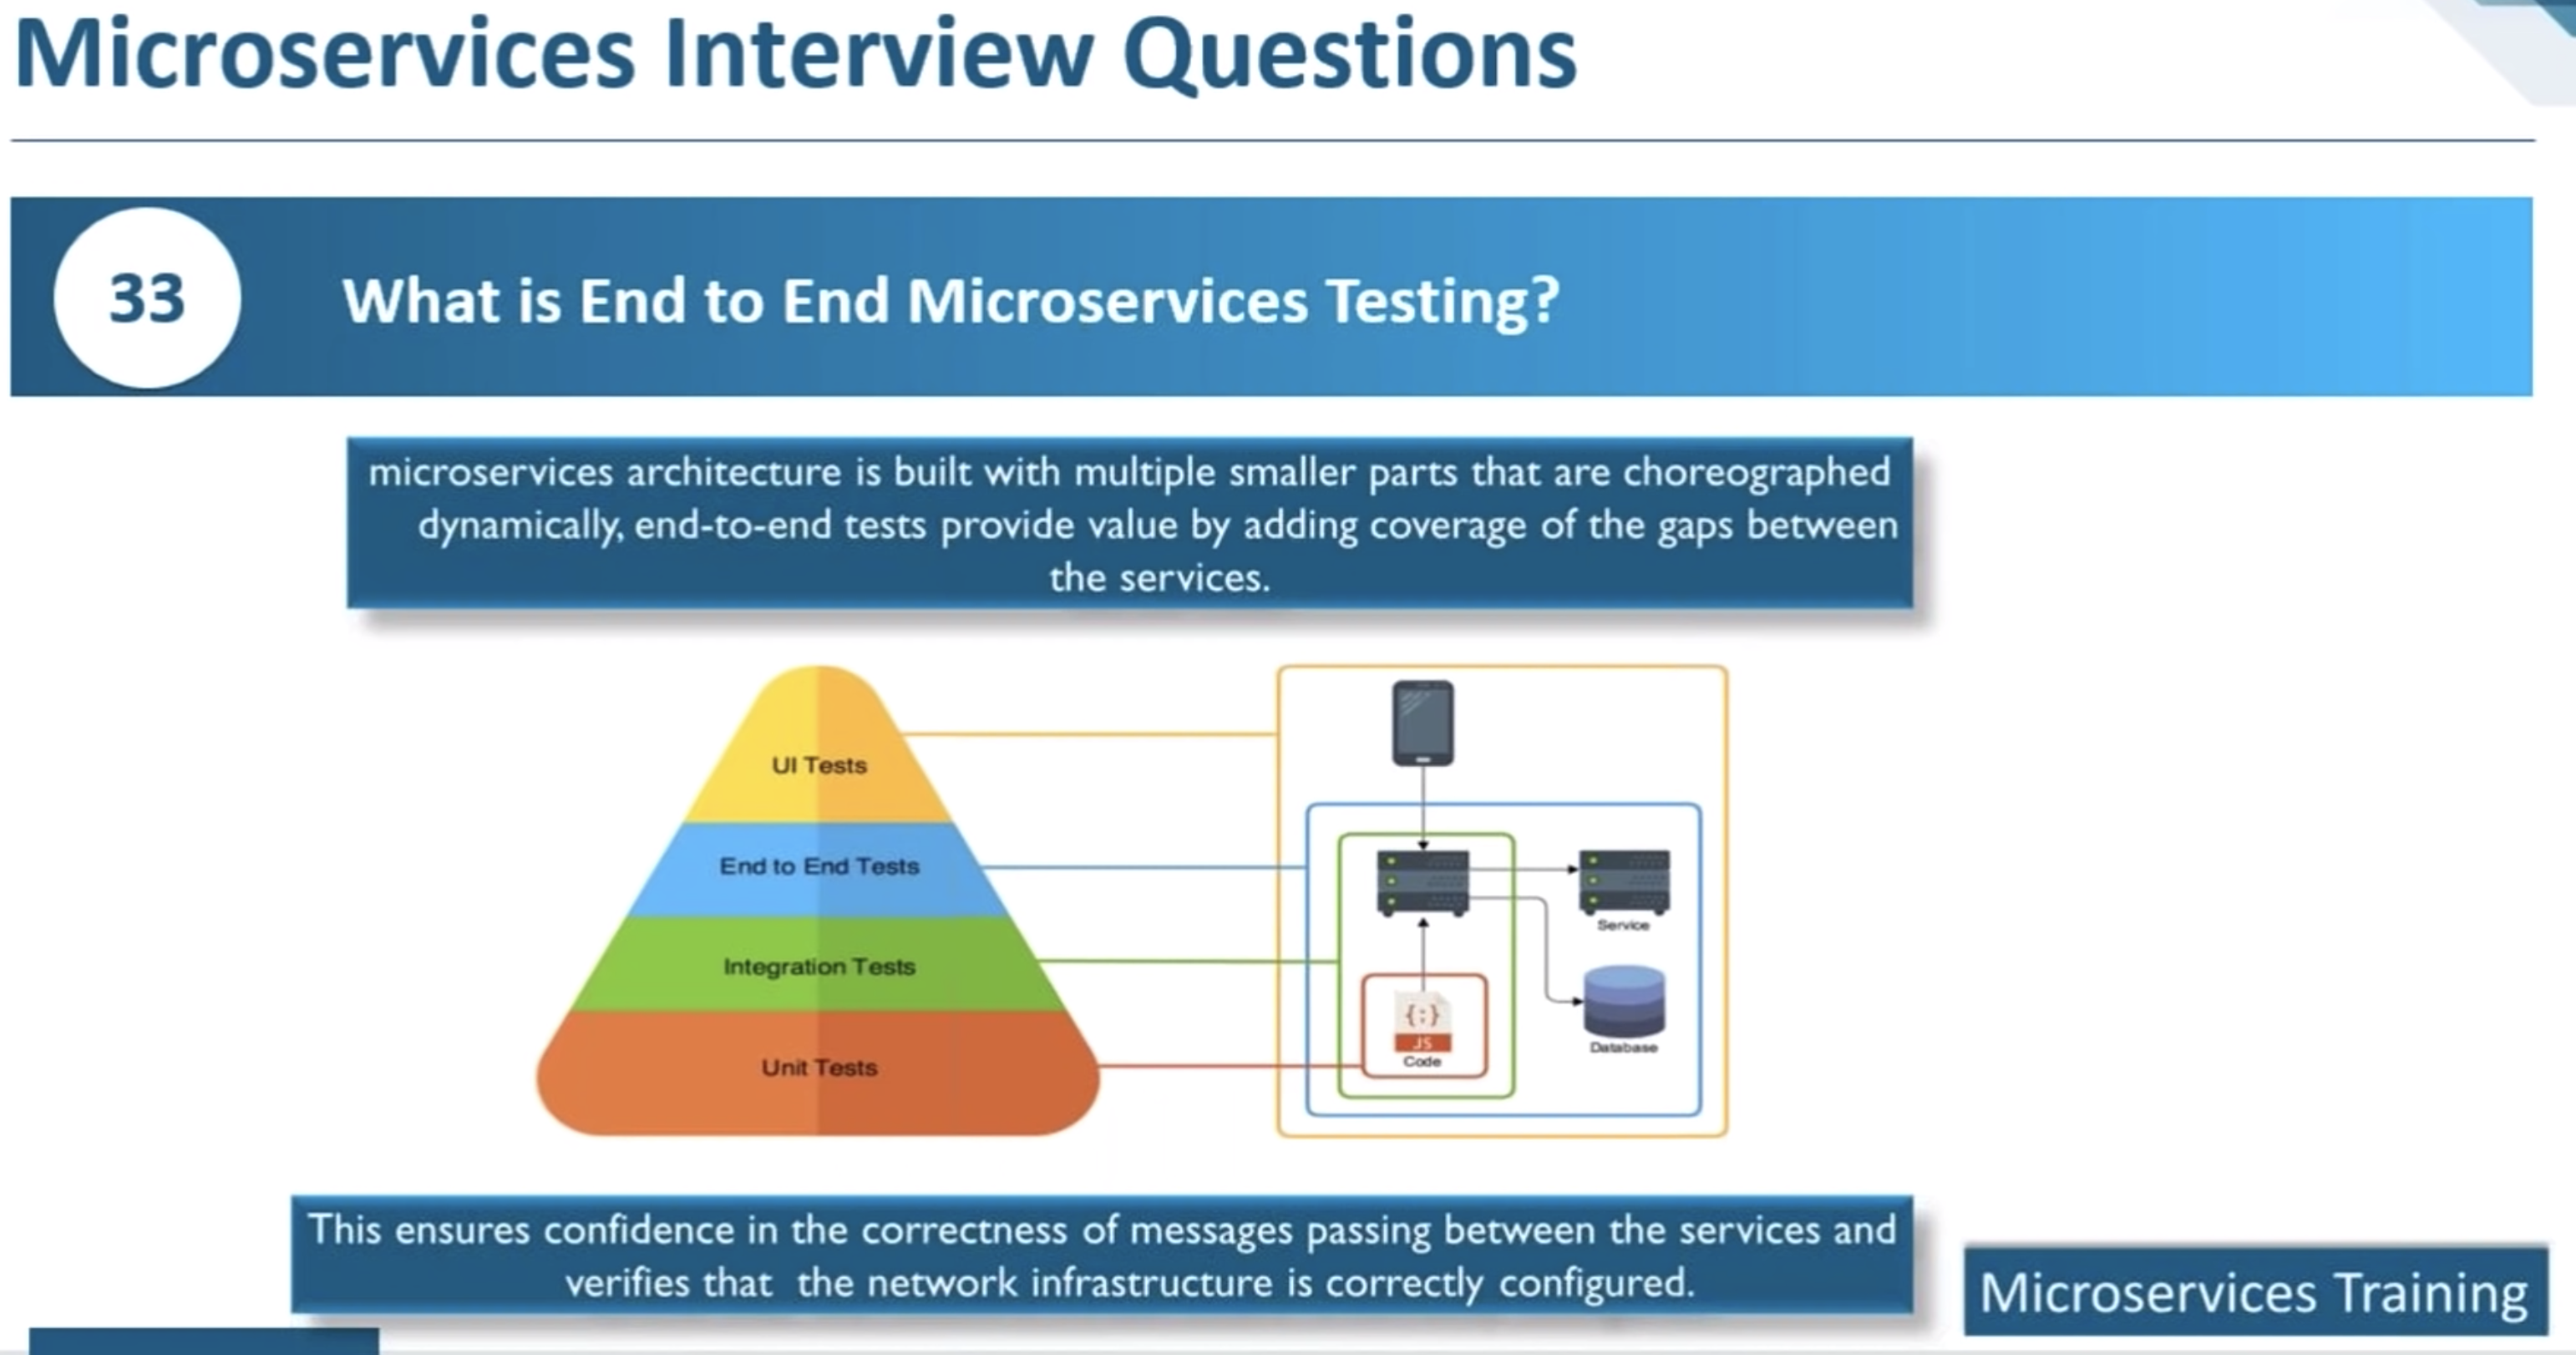 Microservices Interview Questions
33
What is End to End Microservices Testing?
microservices architecture is built with multiple smaller parts that are choreographed
dynamically, end-to-end tests provide value by adding coverage of the gaps between
the services.
UI Tests
End to End Tests
Integration Tests
Unit Tests
Service
Database
{:}
JS
Code
This ensures confidence in the correctness of messages passing between the services and
verifies that the network infrastructure is correctly configured.
Microservices Training